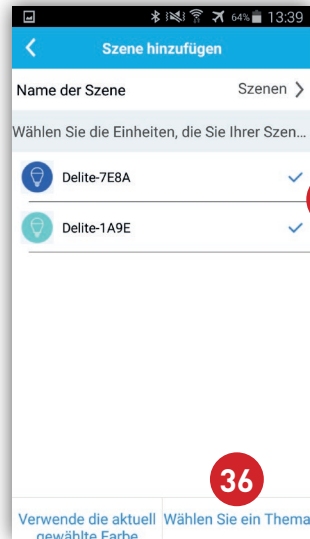 64% 13:39
Szene hinzufügen
Name der Szene Szenen
Wählen Sie die Einheiten, die Sie Ihrer Szen...
Delite-7E8A
Delite-1A9E
36
Verwende die aktuell
gewählte Farbe
Wählen Sie ein Thema